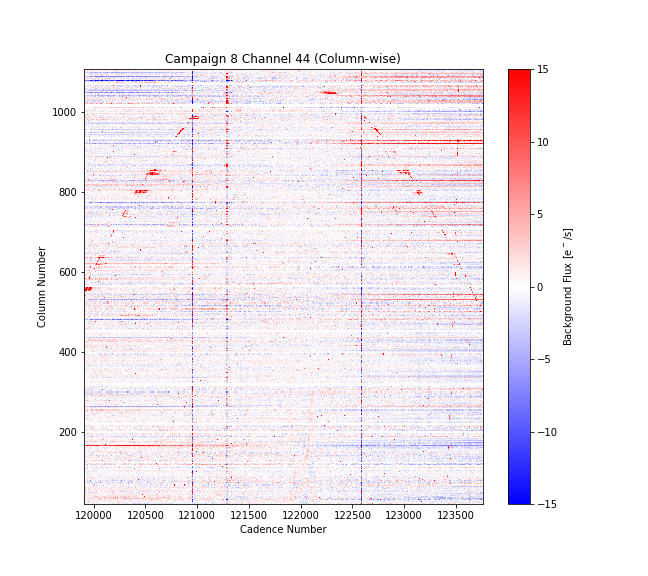 Campaign 8 Channel 44 (Column-wise)
1000
800
600
400
200
Column Number
120000 120500 121000 121500 122000 122500 123000 123500
Cadence Number
15
10
5
0
−5
−10
−15
Background Flux [e⁻/s]